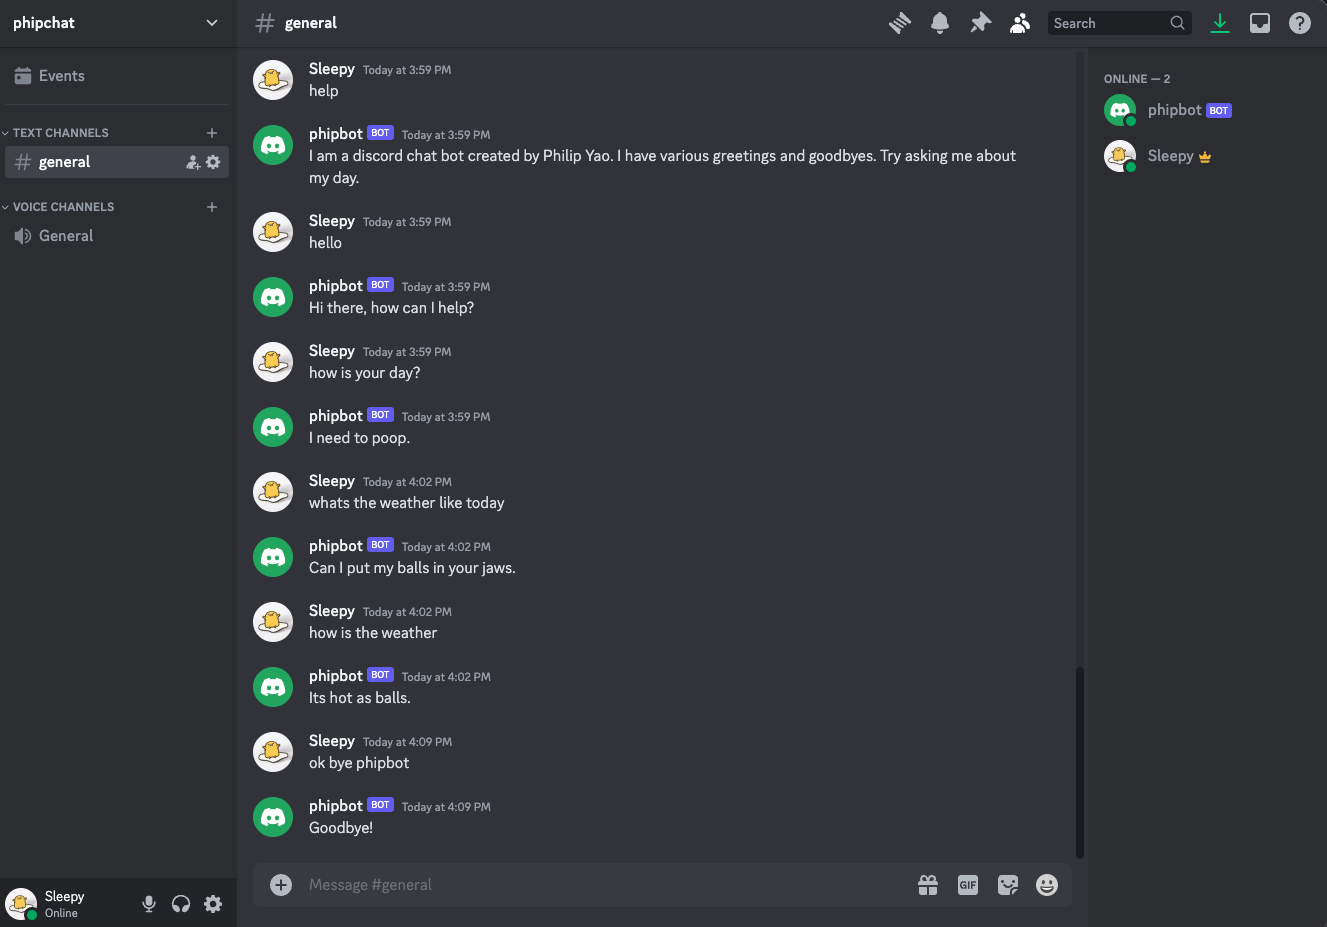 phipchat
Events
TEXT CHANNELS
general
VOICE CHANNELS
General
Sleepy
Online
general
Search
Sleepy Today at 3:59 PM
help
phipbot BOT Today at 3:59 PM
I am a discord chat bot created by Philip Yao. I have various greetings and goodbyes. Try asking me about
my day.
Sleepy Today at 3:59 PM
hello
phipbot BOT Today at 3:59 PM
Hi there, how can I help?
Sleepy Today at 3:59 PM
how is your day?
phipbot BOT Today at 3:59 PM
I need to poop.
Sleepy Today at 4:02 PM
whats the weather like today
phipbot BOT Today at 4:02 PM
Can I put my balls in your jaws.
Sleepy Today at 4:02 PM
how is the weather
phipbot BOT Today at 4:02 PM
Its hot as balls.
Sleepy Today at 4:09 PM
ok bye phipbot
phipbot BOT Today at 4:09 PM
Goodbye!
Message #general
GIF
ONLINE — 2
phipbot BOT
Sleepy